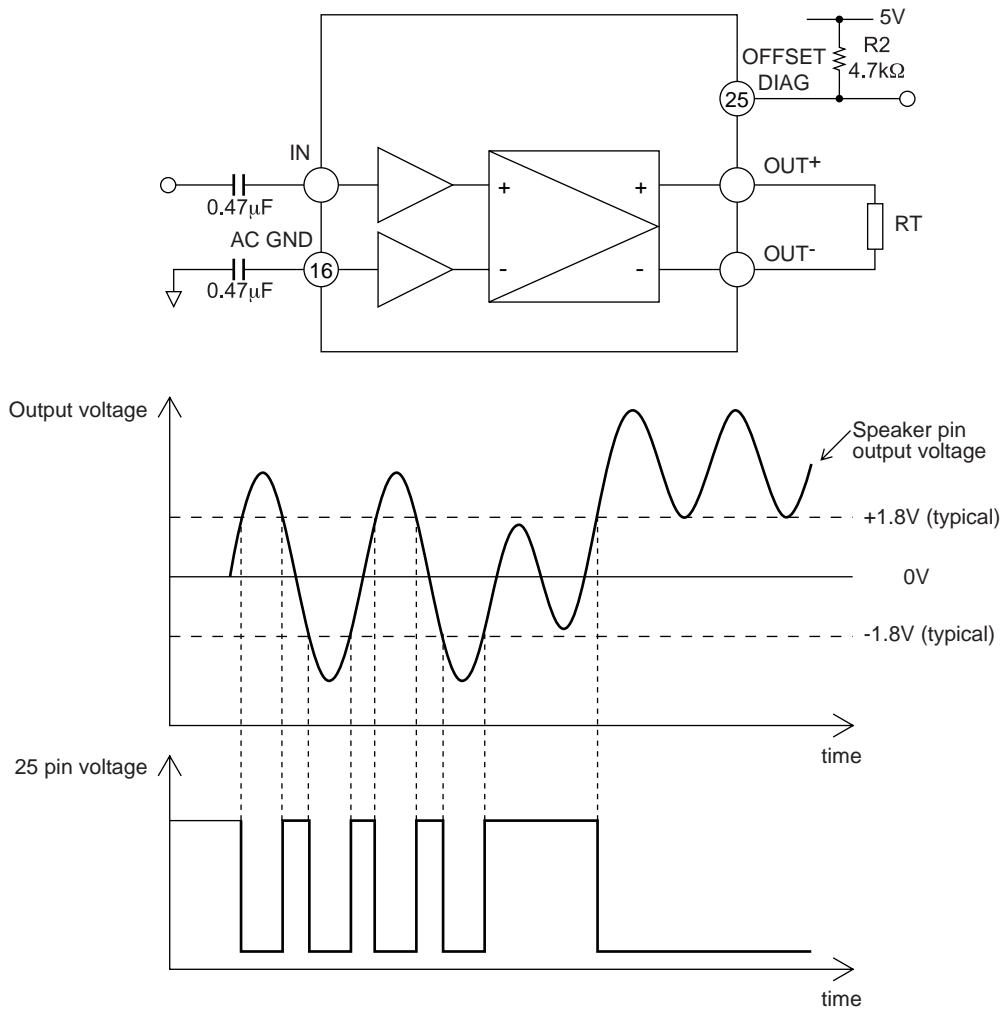 5V
R2
4.7kΩ
OFFSET
DIAG
25
IN
OUT+
0.47μF
+
+
RT
AC GND
OUT-
16
-
-
0.47μF
Output voltage
Speaker pin
output voltage
+1.8V (typical)
0V
-1.8V (typical)
time
25 pin voltage
time